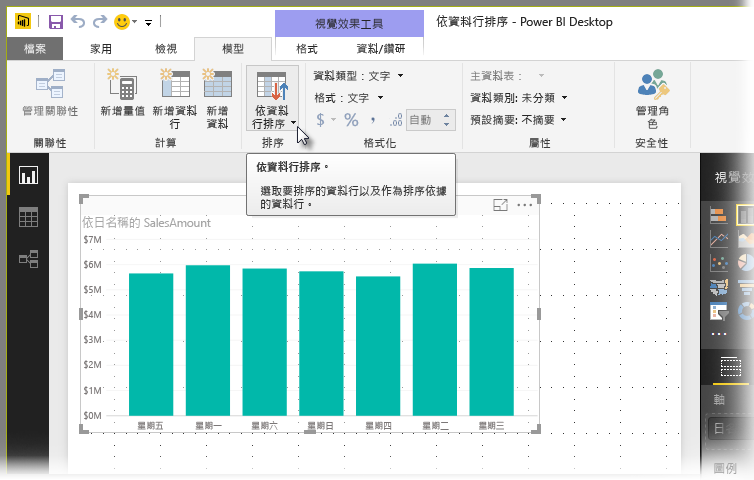 視覺效果工具
依資料行排序 - Power BI Desktop
檔案
家用
檢視
模型
格式
資料/鑽研
管理關聯性
新增量值
新增資料
行
新增
資料
依資料
行排序
資料類型：文字
格式：文字
$
%
,
.00
自動
主資料表：
資料類別: 未分類
預設摘要: 不摘要
管理角
色
關聯性
計算
排序
格式化
屬性
安全性
依資料行排序。
選取要排序的資料行以及作為排序依據
的資料行。
視覺效
依日名稱的 SalesAmount
$7M
$6M
$5M
$4M
$3M
$2M
$1M
$0M
星期五
星期一
星期六
星期日
星期四
星期二
星期三
軸
日
圖例